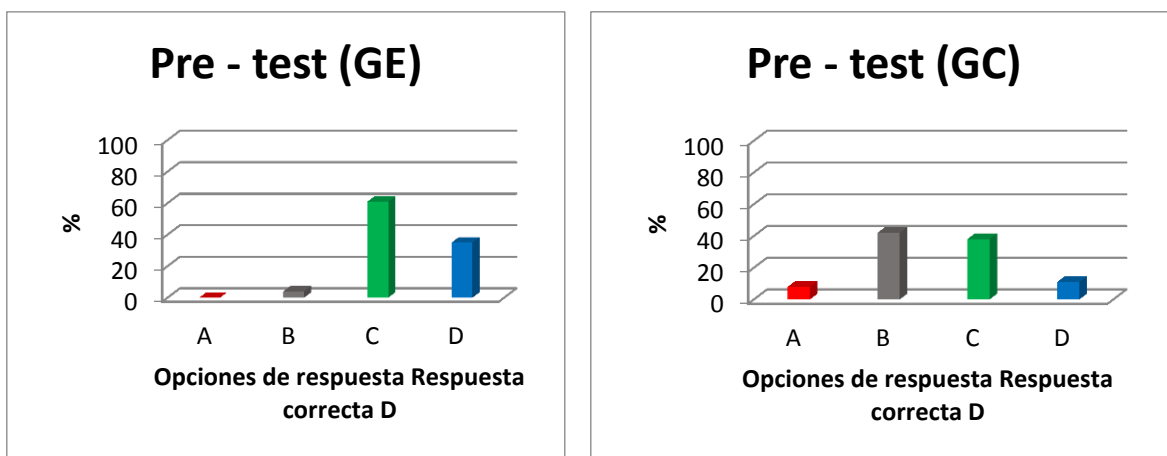 Pre - test (GE)
100
80
60
40
20
0
%
A B C D
Opciones de respuesta Respuesta
correcta D
Pre - test (GC)
100
80
60
40
20
0
%
A B C D
Opciones de respuesta Respuesta
correcta D